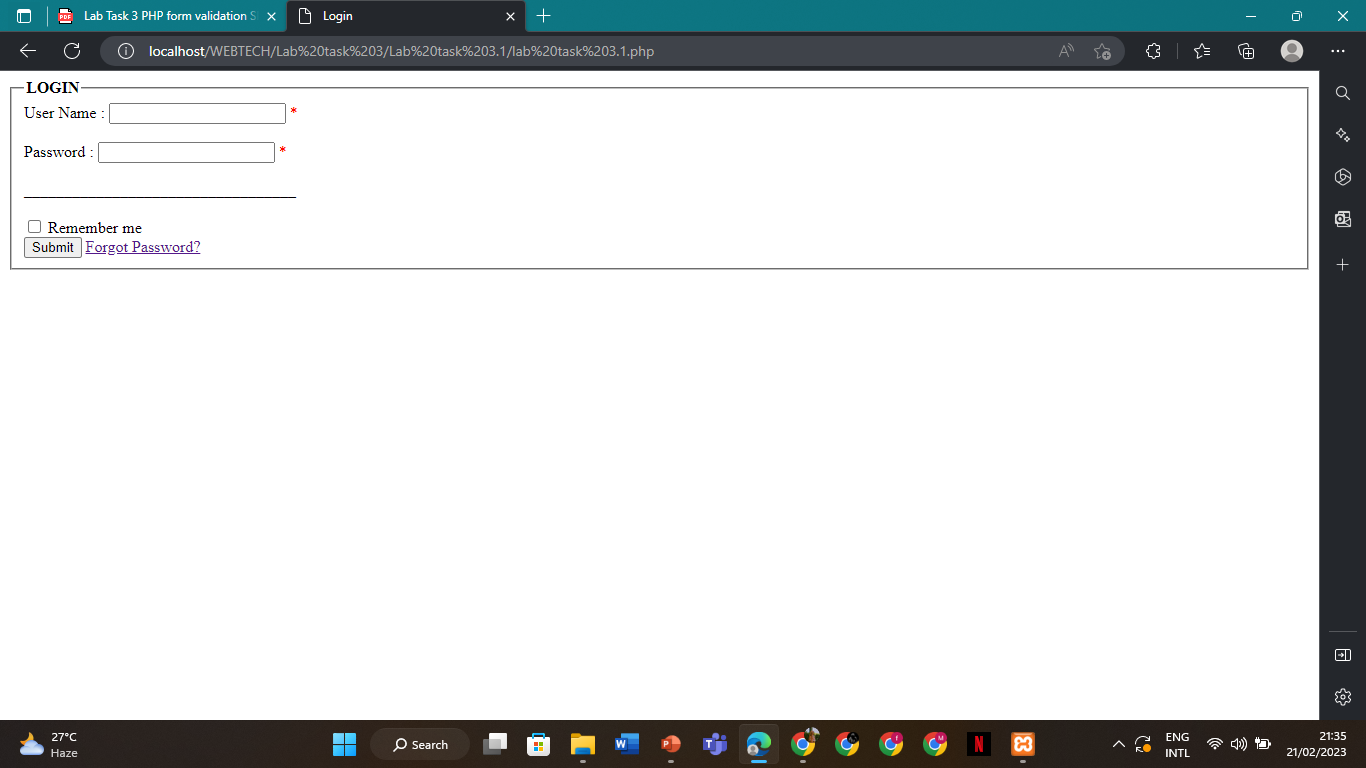 Lab Task 3 PHP form validation S
Login
localhost/WEBTECH/Lab%20task%203/Lab%20task%203.1/lab%20task%203.1.php
LOGIN
User Name : *
Password : *
Remember me
Submit Forgot Password?
27°C
Haze
Search
ENG
INTL
21:35
21/02/2023